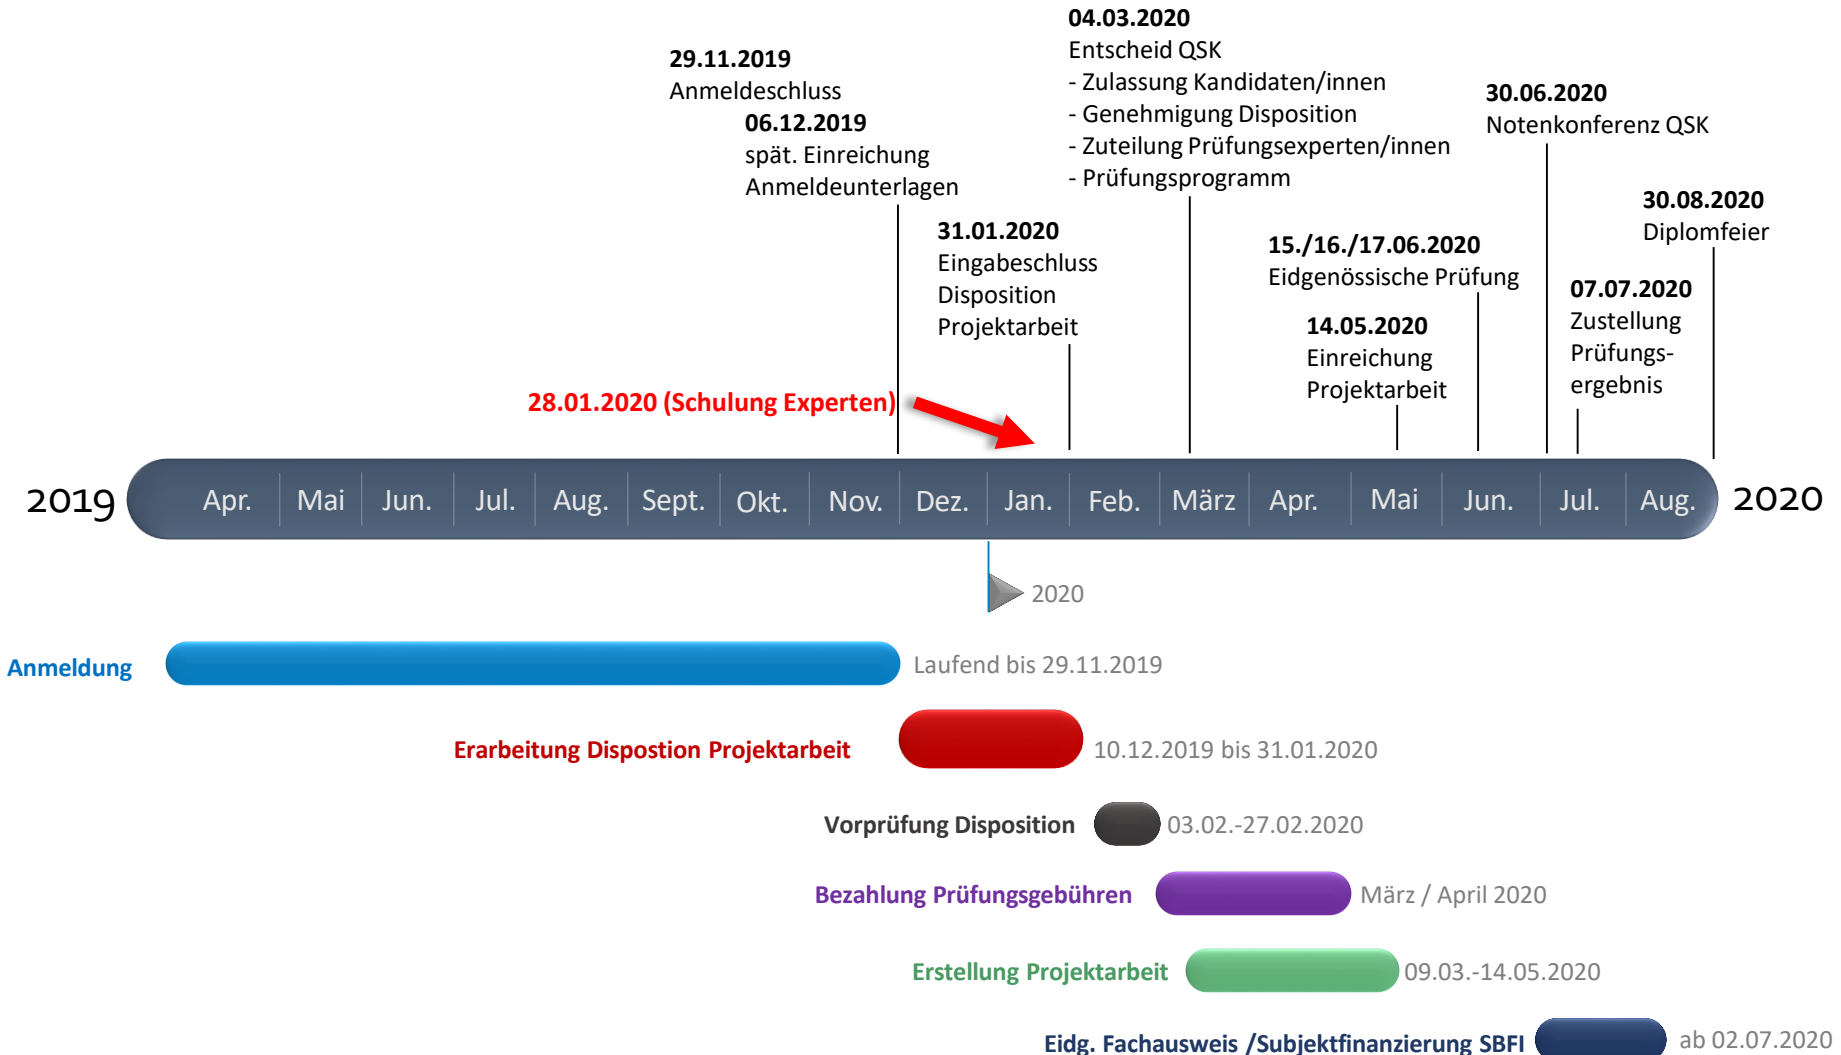 29.11.2019
Anmeldeschluss
06.12.2019
spät. Einreichung
Anmeldeunterlagen
31.01.2020
Eingabeschluss
Disposition
Projektarbeit
04.03.2020
Entscheid QSK
- Zulassung Kandidaten/innen
- Genehmigung Disposition
- Zuteilung Prüfungsexperten/innen
- Prüfungsprogramm
15./16./17.06.2020
Eidgenössische Prüfung
14.05.2020
Einreichung
Projektarbeit
30.06.2020
Notenkonferenz QSK
07.07.2020
Zustellung
Prüfungs-
ergebnis
30.08.2020
Diplomfeier
28.01.2020 (Schulung Experten)
2019 Apr. Mai Jun. Jul. Aug. Sept. Okt. Nov. Dez. Jan. Feb. März Apr. Mai Jun. Jul. Aug. 2020
2020
Anmeldung Laufend bis 29.11.2019
Erarbeitung Dispostion Projektarbeit 10.12.2019 bis 31.01.2020
Vorprüfung Disposition 03.02.-27.02.2020
Bezahlung Prüfungsgebühren März / April 2020
Erstellung Projektarbeit 09.03.-14.05.2020
Eidg. Fachausweis /Subjektfinanzierung SBFI ab 02.07.2020